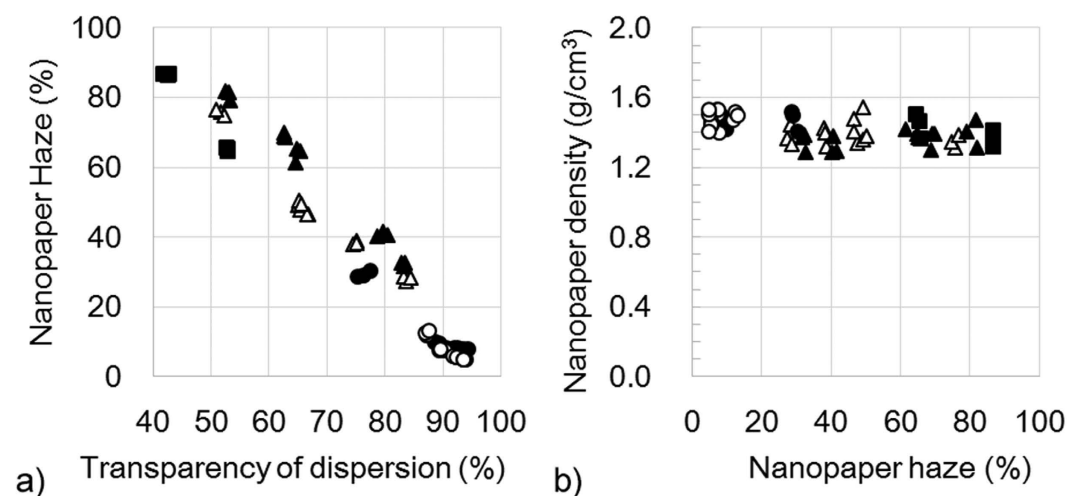 a)
Nanopaper Haze (%)
100
80
60
40
20
0
40 50 60 70 80 90 100
Transparency of dispersion (%)
b)
Nanopaper density (g/cm³)
2.0
1.6
1.2
0.8
0.4
0.0
0 20 40 60 80 100
Nanopaper haze (%)